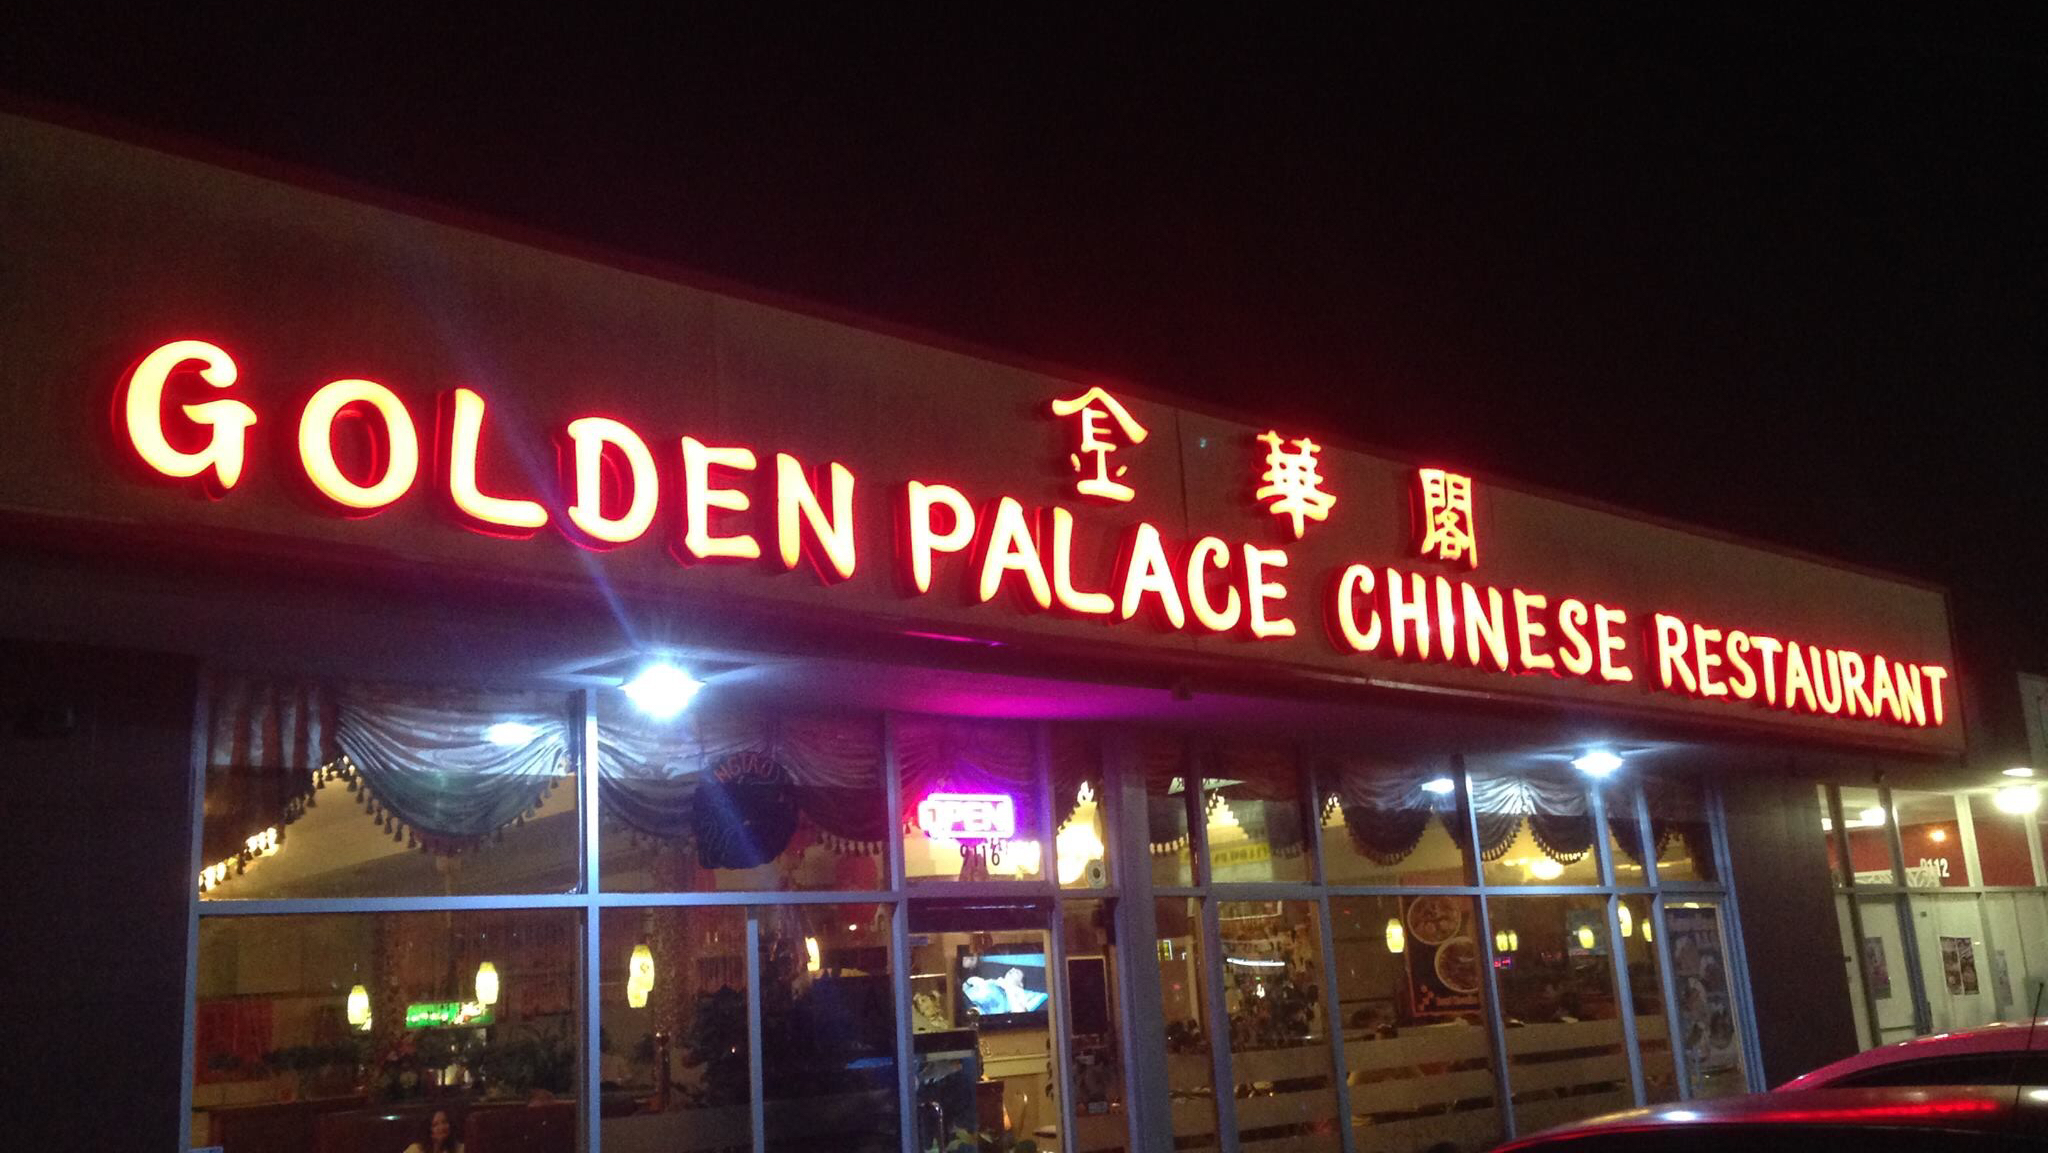 金華閣
GOLDEN PALACE CHINESE RESTAURANT
OPEN
9116
9112